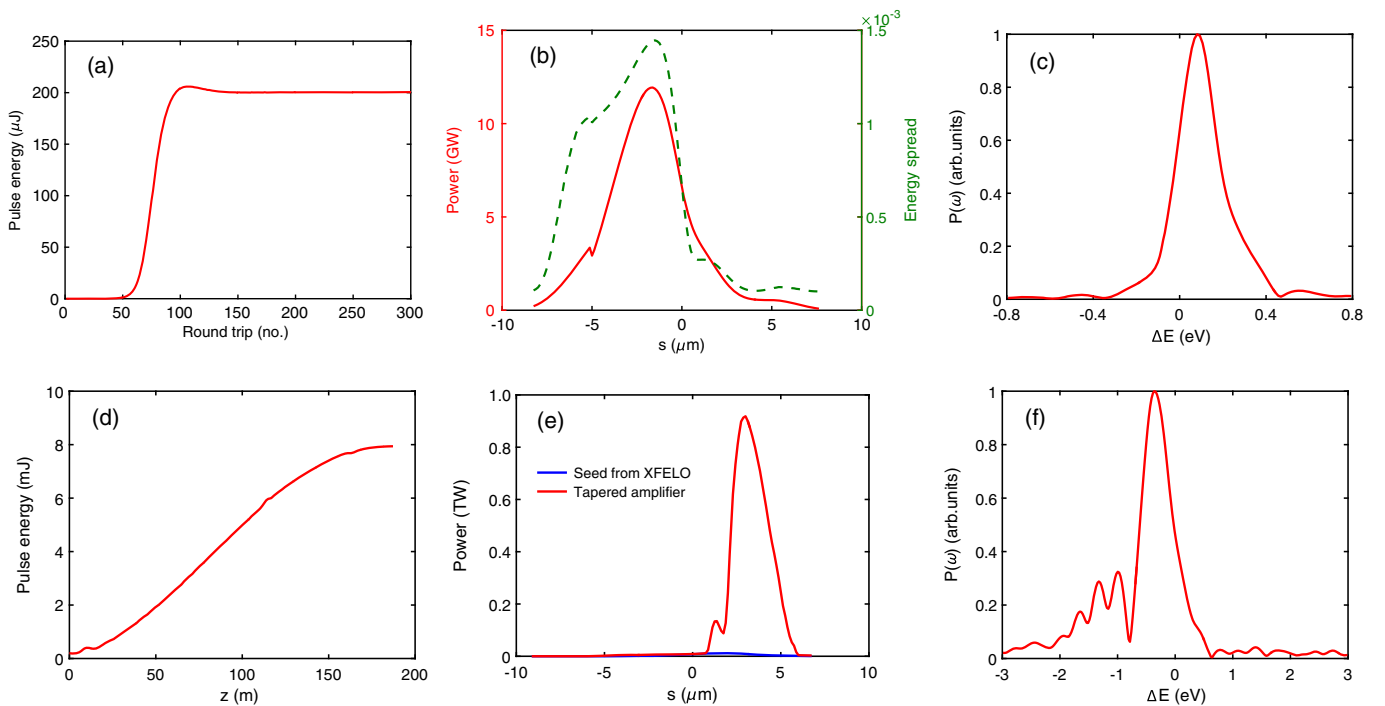 (a)
250
200
150
100
50
0
Pulse energy (μJ)
0 50 100 150 200 250 300
Round trip (no.)
(b)
×10⁻³
15
10
5
0
Power (GW)
1.5
1
0.5
0
Energy spread
-10 -5 0 5 10
s (μm)
(c)
1
0.8
0.6
0.4
0.2
0
P(ω) (arb.units)
-0.8 -0.4 0 0.4 0.8
ΔE (eV)
(d)
10
8
6
4
2
0
Pulse energy (mJ)
0 50 100 150 200
z (m)
(e)
1.0
0.8
0.6
0.4
0.2
0
Power (TW)
Seed from XFELO
Tapered amplifier
-10 -5 0 5 10
s (μm)
(f)
1
0.8
0.6
0.4
0.2
0
P(ω) (arb.units)
-3 -2 -1 0 1 2 3
ΔE (eV)